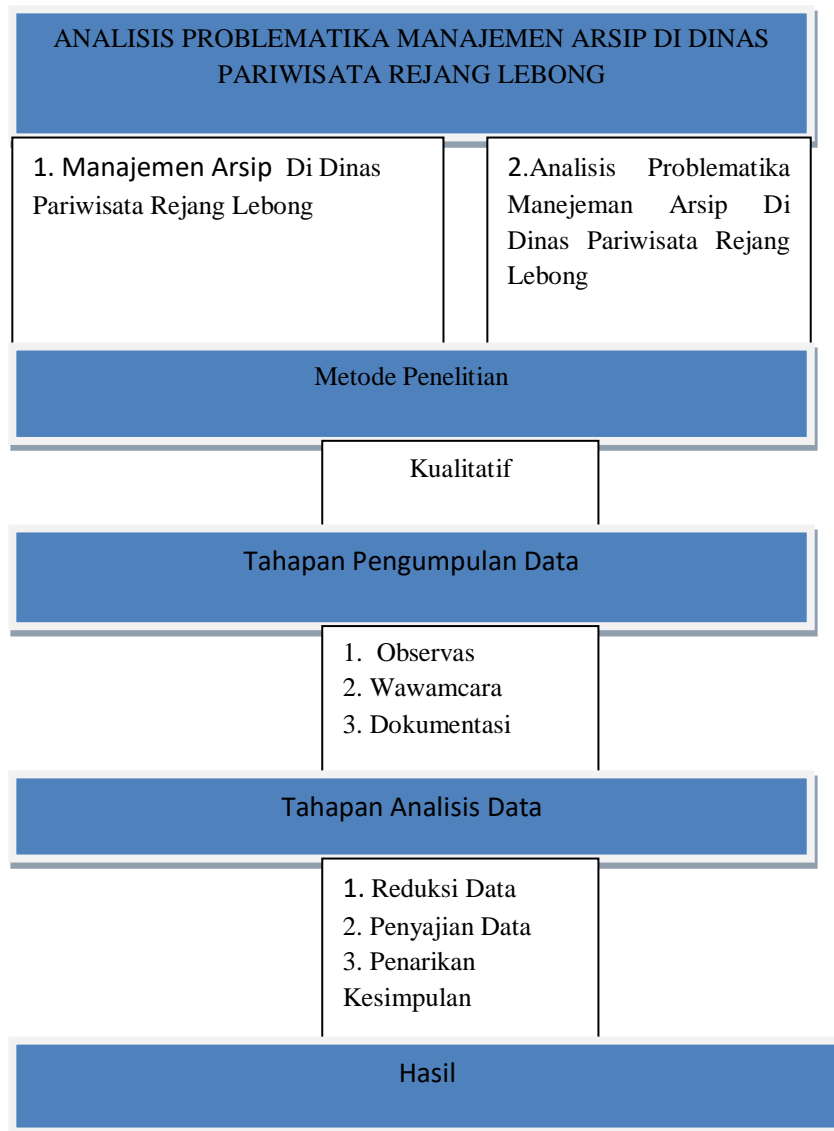 ANALISIS PROBLEMATIKA MANAJEMEN ARSIP DI DINAS
PARIWISATA REJANG LEBONG
1. Manajemen Arsip Di Dinas
Pariwisata Rejang Lebong
2.Analisis Problematika
Manejeman Arsip Di
Dinas Pariwisata Rejang
Lebong
Metode Penelitian
Kualitatif
Tahapan Pengumpulan Data
1. Observas
2. Wawamcara
3. Dokumentasi
Tahapan Analisis Data
1. Reduksi Data
2. Penyajian Data
3. Penarikan
Kesimpulan
Hasil